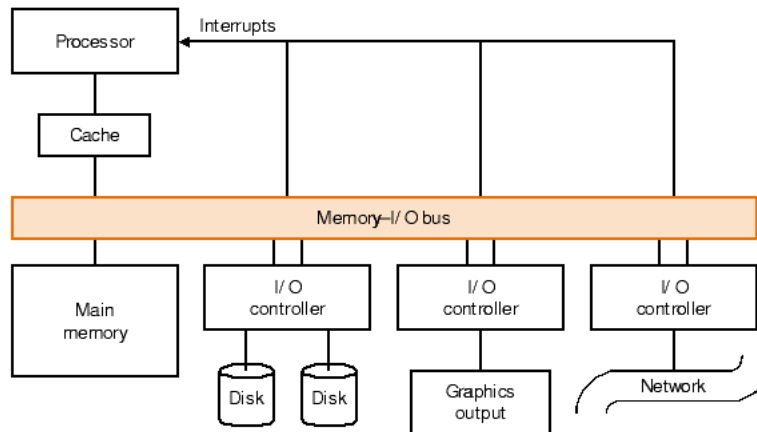 Interrupts
Processor
Cache
Memory–I/O bus
Main
memory
I/O
controller
I/O
controller
I/O
controller
Disk
Disk
Graphics
output
Network